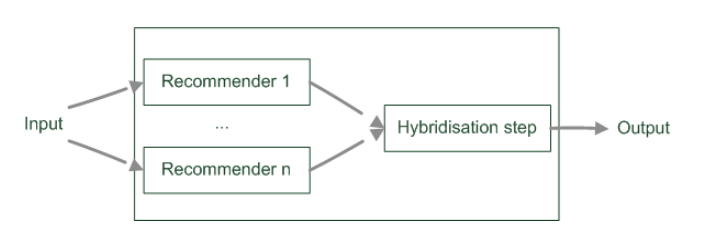 Recommender 1
Input
...
Hybridisation step
Output
Recommender n